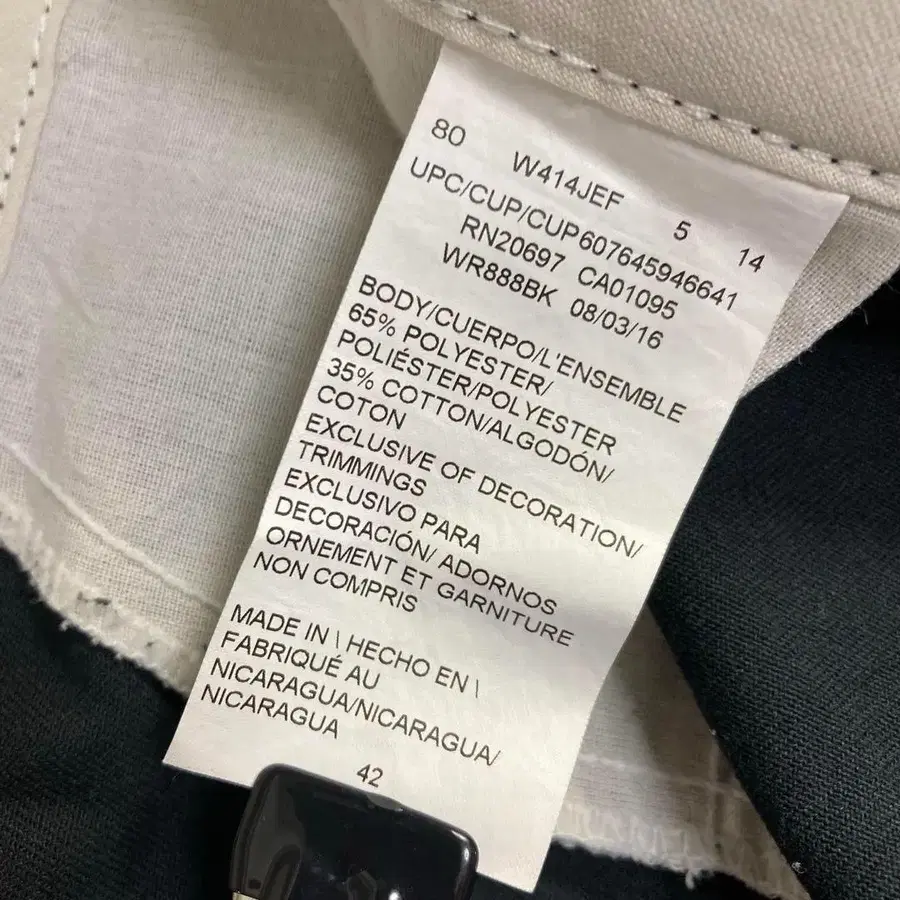 80 W414JEF 5 14
UPC/CUP/CUP607645946641
RN20697 CA01095
WR888BK 08/03/16
BODY/CUERPO/L'ENSEMBLE
65% POLYESTER/
POLIÉSTER/POLYESTER
35% COTTON/ALGODÓN/
COTON
EXCLUSIVE OF DECORATION/
TRIMMINGS
EXCLUSIVO PARA
DECORACIÓN/ ADORNOS
ORNEMENT ET GARNITURE
NON COMPRIS
MADE IN \ HECHO EN \
FABRIQUÉ AU
NICARAGUA/NICARAGUA/
NICARAGUA
42